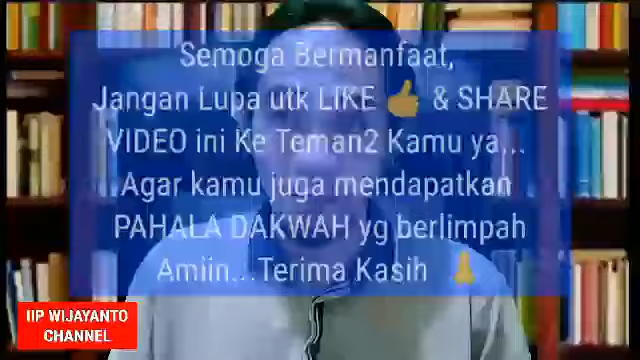 Semoga Bermanfaat,
Jangan Lupa utk LIKE 👍 & SHARE
VIDEO ini Ke Teman2 Kamu ya...
Agar kamu juga mendapatkan
PAHALA DAKWAH yg berlimpah
Amiin...Terima Kasih 🙏
IIP WIJAYANTO
CHANNEL